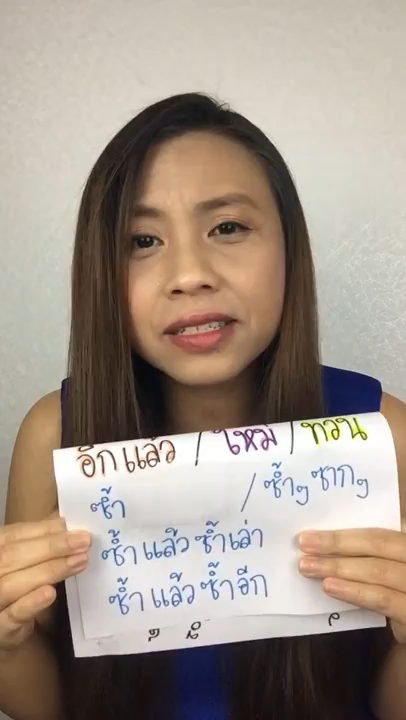 อีกแล้ว / ใหม่ / ทวน
ซ้ำ / ซ้ำๆ ซากๆ
ซ้ำแล้วซ้ำเล่า
ซ้ำแล้วซ้ำอีก